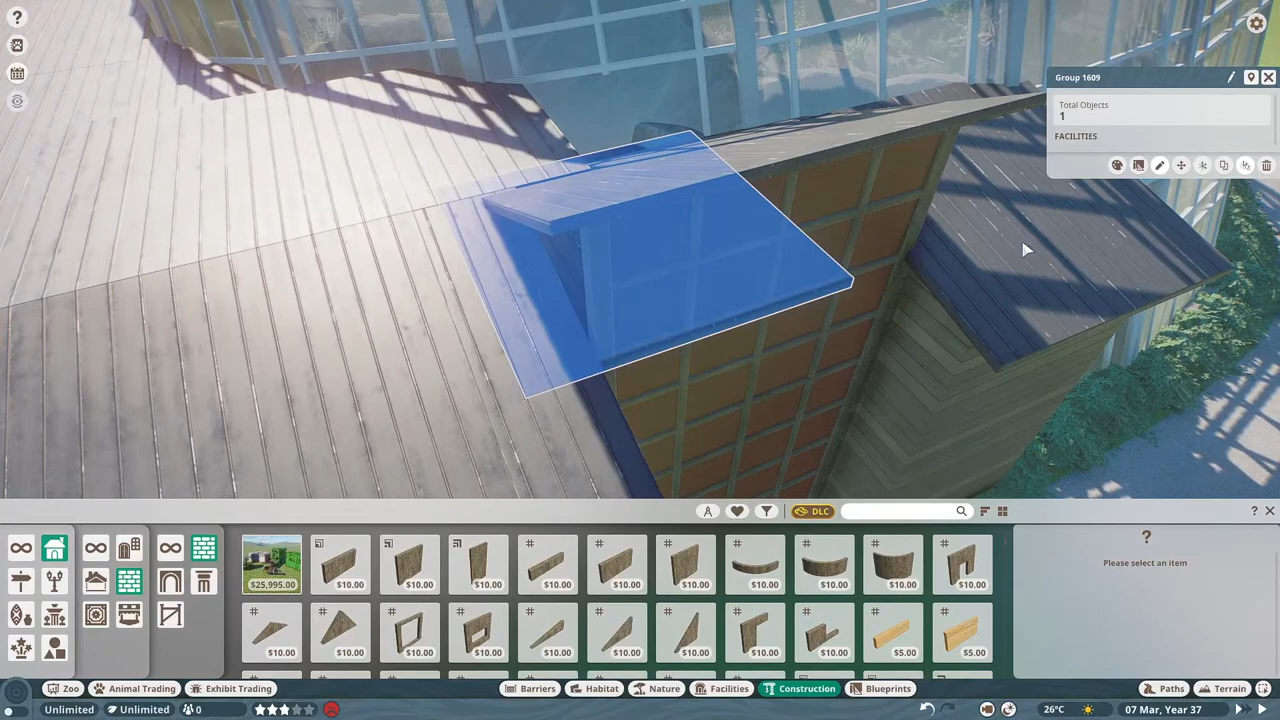 ?
Group 1609
Total Objects
1
FACILITIES
DLC
?
$25,995.00
$10.00
$10.00
$10.00
$10.00
$10.00
$10.00
$10.00
$10.00
$10.00
$10.00
?
Please select an item
$10.00
$10.00
$10.00
$10.00
$10.00
$10.00
$10.00
$10.00
$10.00
$5.00
$5.00
Zoo
Animal Trading
Exhibit Trading
Barriers
Habitat
Nature
Facilities
Construction
Blueprints
Paths
Terrain
Unlimited
Unlimited
0
26°C
07 Mar, Year 37